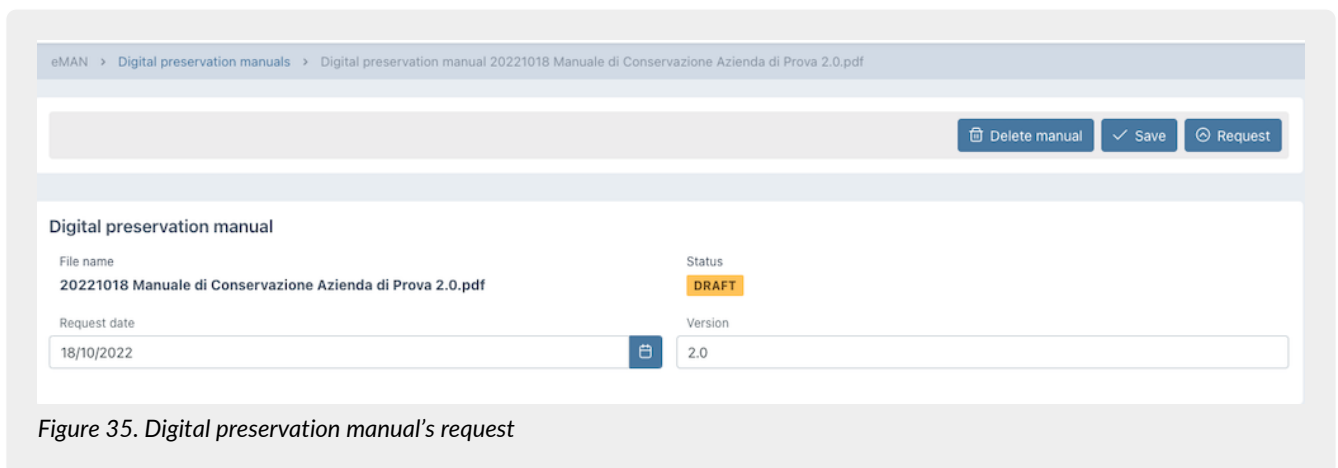 eMAN > Digital preservation manuals > Digital preservation manual 20221018 Manuale di Conservazione Azienda di Prova 2.0.pdf
Delete manual Save Request
Digital preservation manual
File name Status
20221018 Manuale di Conservazione Azienda di Prova 2.0.pdf DRAFT
Request date Version
18/10/2022 2.0
Figure 35. Digital preservation manual’s request